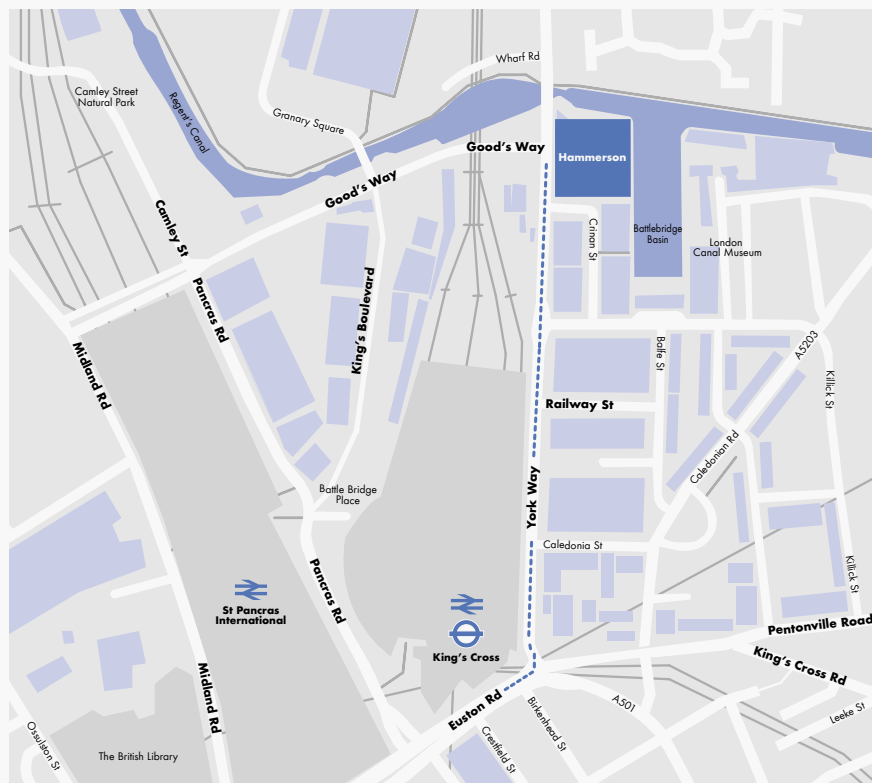 Wharf Rd
Camley Street
Natural Park
Regent's Canal
Granary Square
Good's Way
Hammerson
Good's Way
Camley St
Crinan St
Battlebridge
Basin
London
Canal Museum
Pancras Rd
King's Boulevard
Midland Rd
Balfe St
A5203
Killick St
Railway St
Caledonian Rd
Battle Bridge
Place
York Way
Caledonia St
Pancras Rd
Killick St
St Pancras
International
King's Cross
Pentonville Road
King's Cross Rd
Midland Rd
Euston Rd
A501
Birkenhead St
Leeke St
Ossulston St
Crestfield St
The British Library